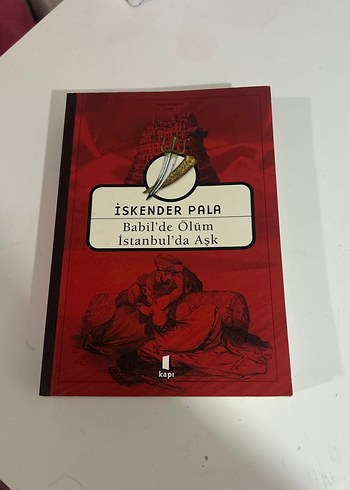 İSKENDER PALA
Babil'de Ölüm
İstanbul'da Aşk
kapı